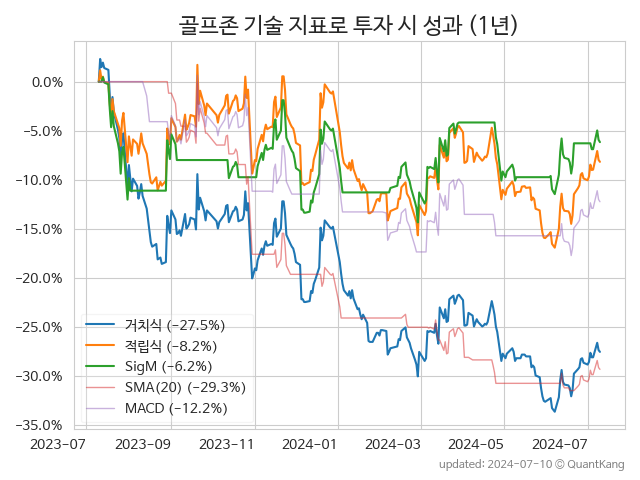 골프존 기술 지표로 투자 시 성과 (1년)
0.0%
−5.0%
−10.0%
−15.0%
−20.0%
−25.0%
−30.0%
−35.0%
거치식 (−27.5%)
적립식 (−8.2%)
SigM (−6.2%)
SMA(20) (−29.3%)
MACD (−12.2%)
2023−07 2023−09 2023−11 2024−01 2024−03 2024−05 2024−07
updated: 2024−07−10 ⓒ QuantKang